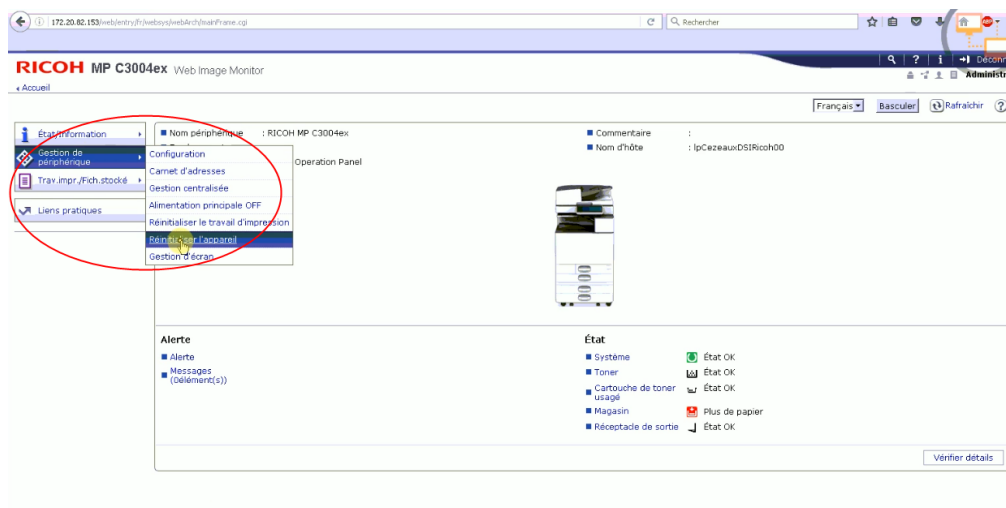 172.20.82.153/web/entry/fr/websys/webArch/mainFrame.cgi
Rechercher
RICOH MP C3004ex Web Image Monitor
? i Déconn
Administr
Accueil
Français Basculer Rafraîchir ?
État/Information
Gestion de
périphérique
Trav.impr./Fich.stocké
Liens pratiques
Configuration
Carnet d'adresses
Gestion centralisée
Alimentation principale OFF
Réinitialiser le travail d'impression
Réinitialiser l'appareil
Gestion d'écran
Nom périphérique : RICOH MP C3004ex
Operation Panel
Commentaire :
Nom d'hôte : lpCezeauxDSIRicoh00
Alerte
Alerte
Messages
(0élément(s))
État
Système État OK
Toner État OK
Cartouche de toner
usagé État OK
Magasin Plus de papier
Réceptacle de sortie État OK
Vérifier détails